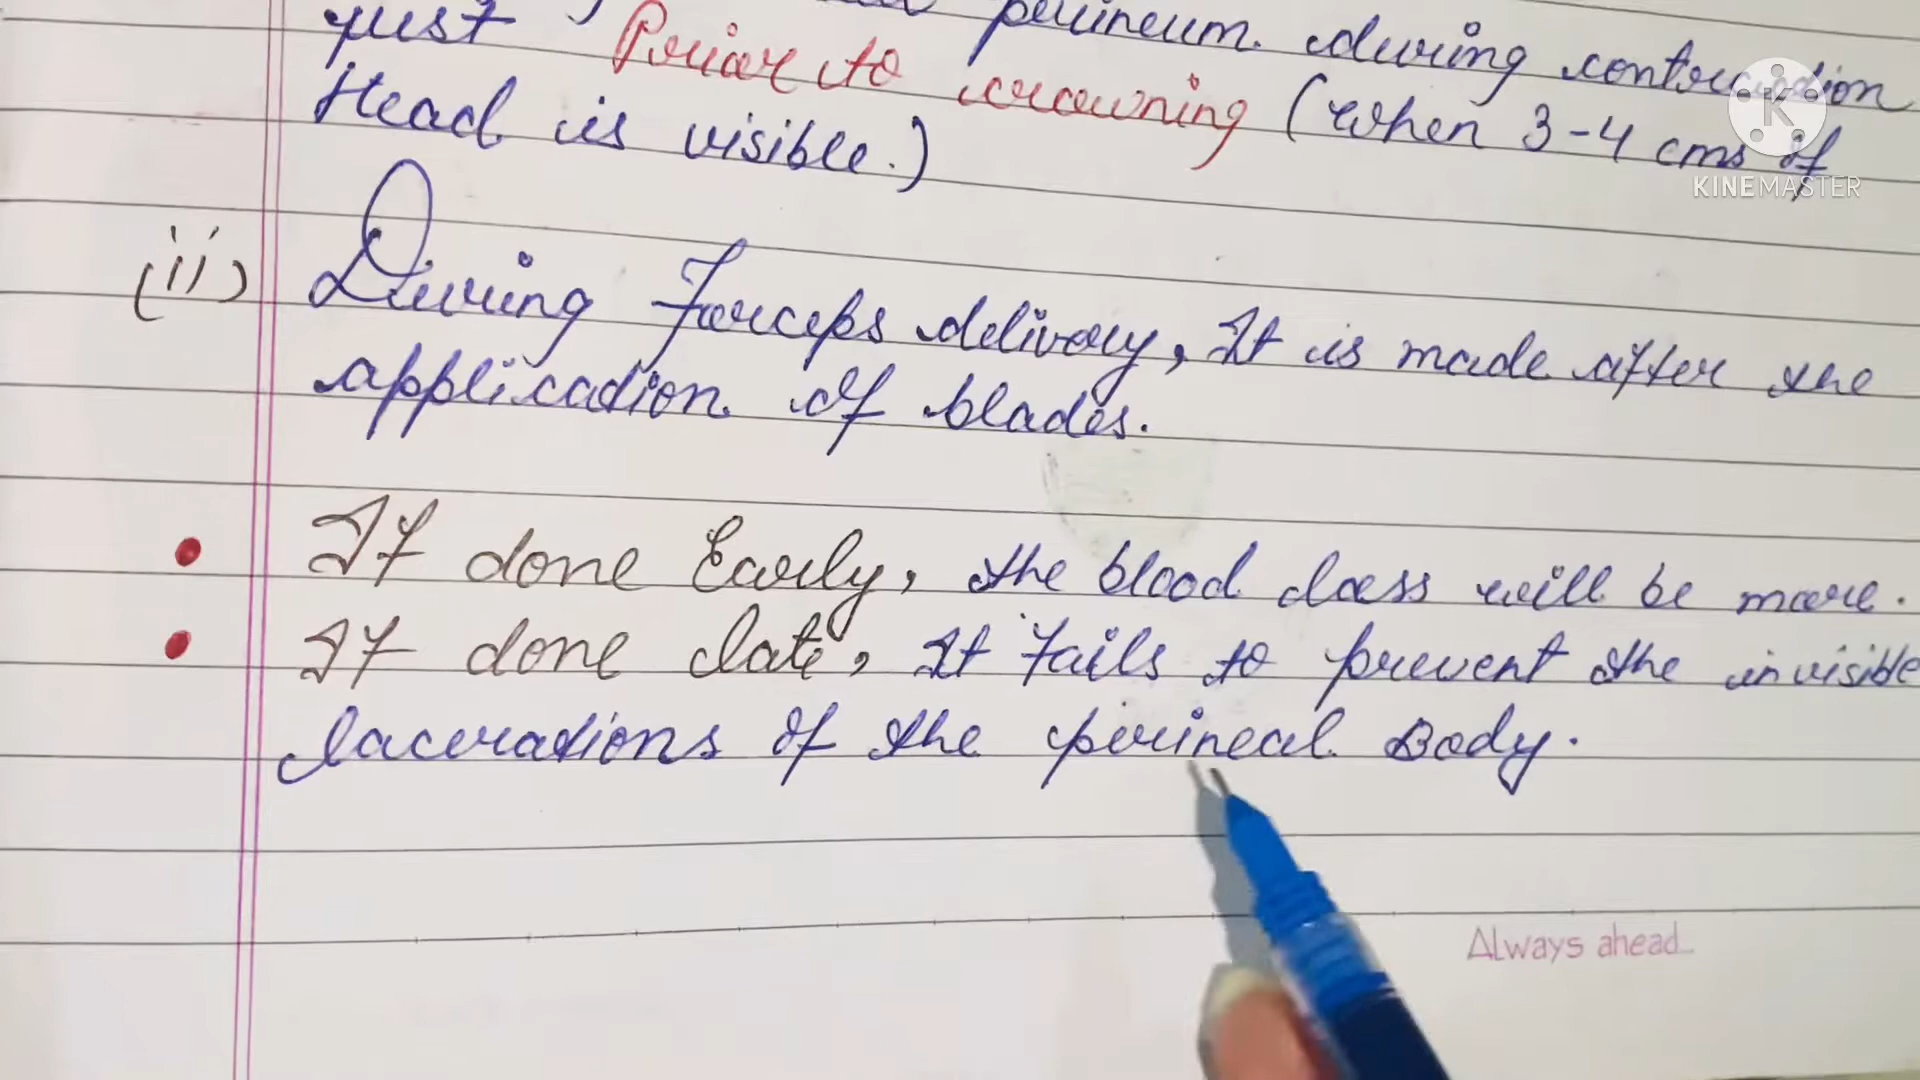 perineum during contraction
just Prior to crowning (when 3-4 cms of
Head is visible.)
KINEMASTER
(ii) During Forceps delivery, It is made after the
application of blades.
• If done Early, the blood loss will be more.
• If done late, It fails to prevent the invisible
lacerations of the perineal Body.
Always ahead...